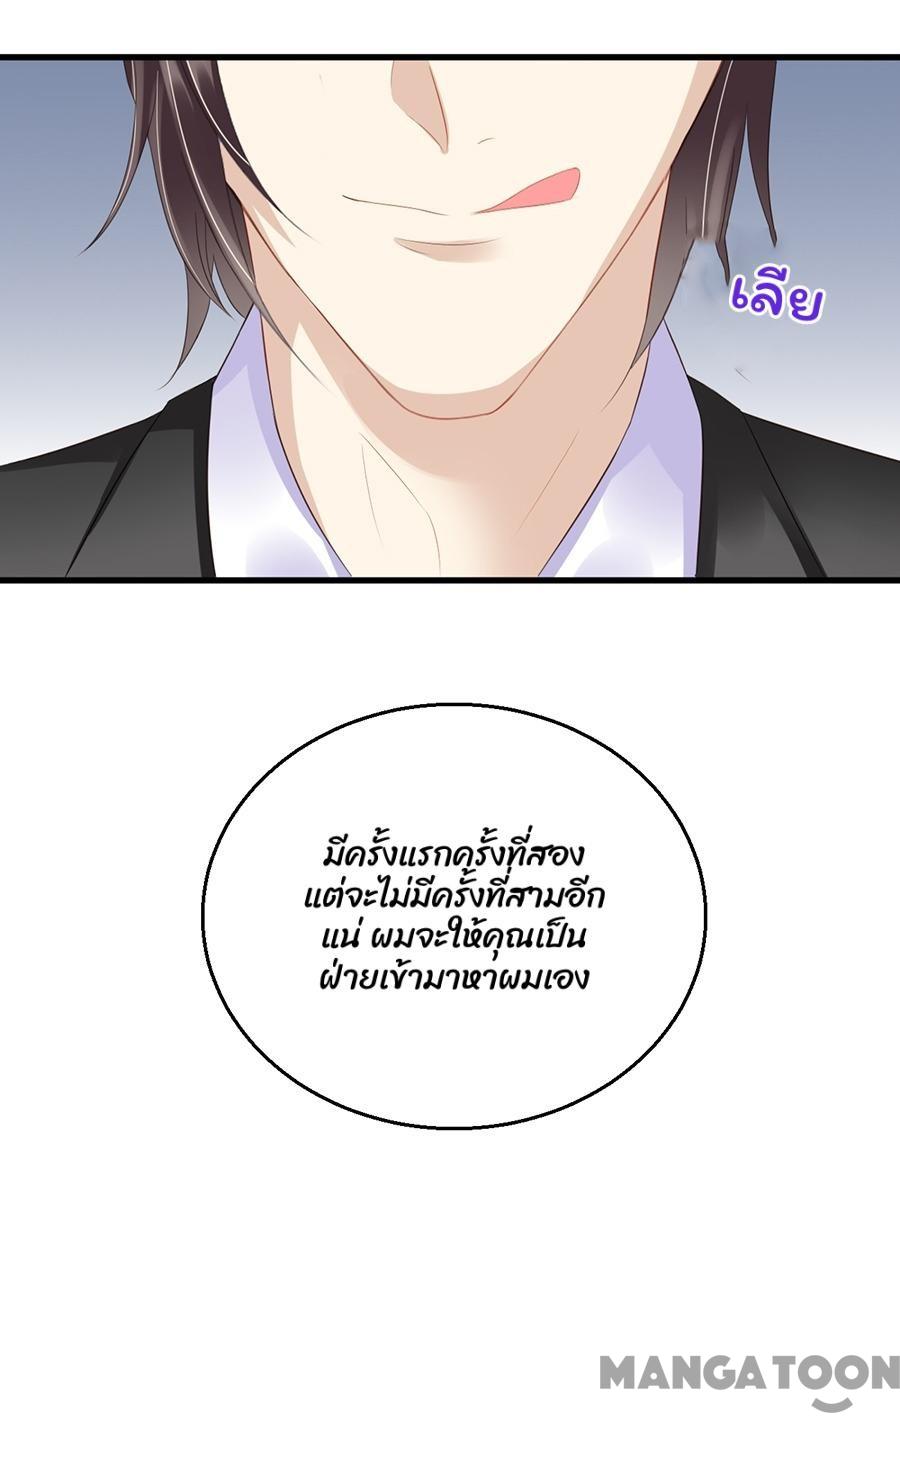 เลีย
มีครั้งแรกครั้งที่สอง
แต่จะไม่มีครั้งที่สามอีก
แน่ ผมจะให้คุณเป็น
ฝ่ายเข้ามาหาผมเอง
MANGATOON